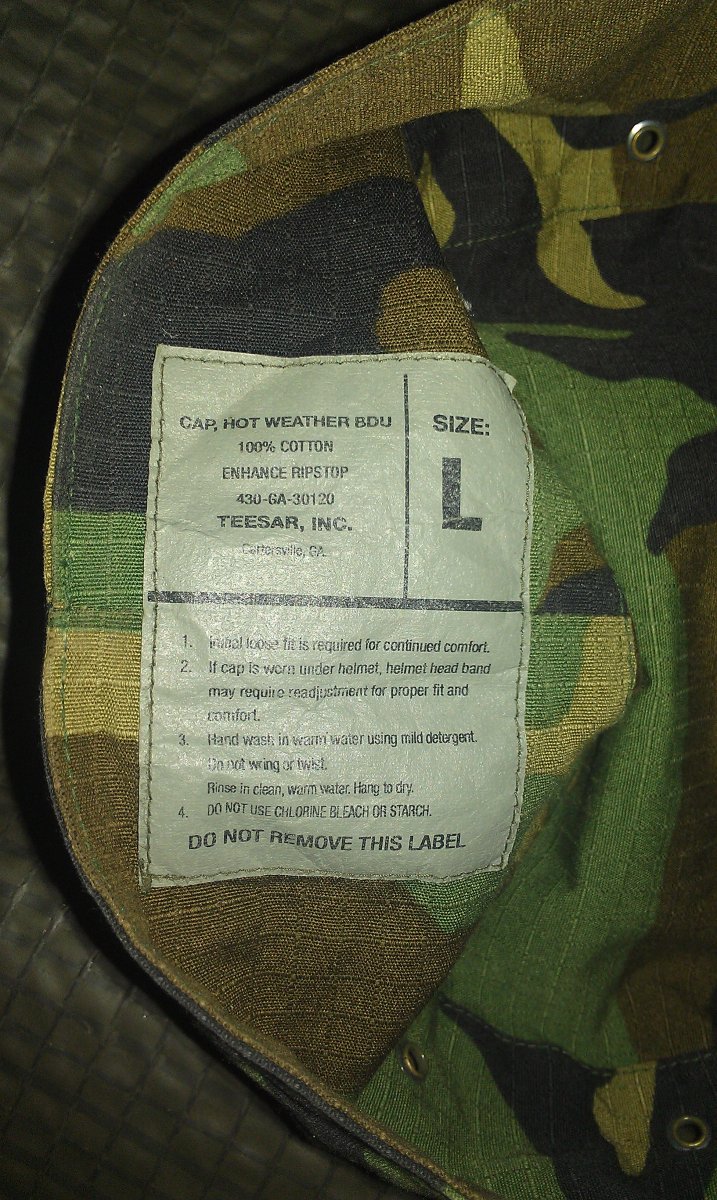 CAP, HOT WEATHER BDU
100% COTTON
ENHANCE RIPSTOP
430-GA-30120
TEESAR, INC.
Cartersville, GA.
SIZE:
L
1. Initial loose fit is required for continued comfort.
2. If cap is worn under helmet, helmet head band
may require readjustment for proper fit and
comfort.
3. Hand wash in warm water using mild detergent.
Do not wring or twist.
Rinse in clean, warm water. Hang to dry.
4. DO NOT USE CHLORINE BLEACH OR STARCH.
DO NOT REMOVE THIS LABEL